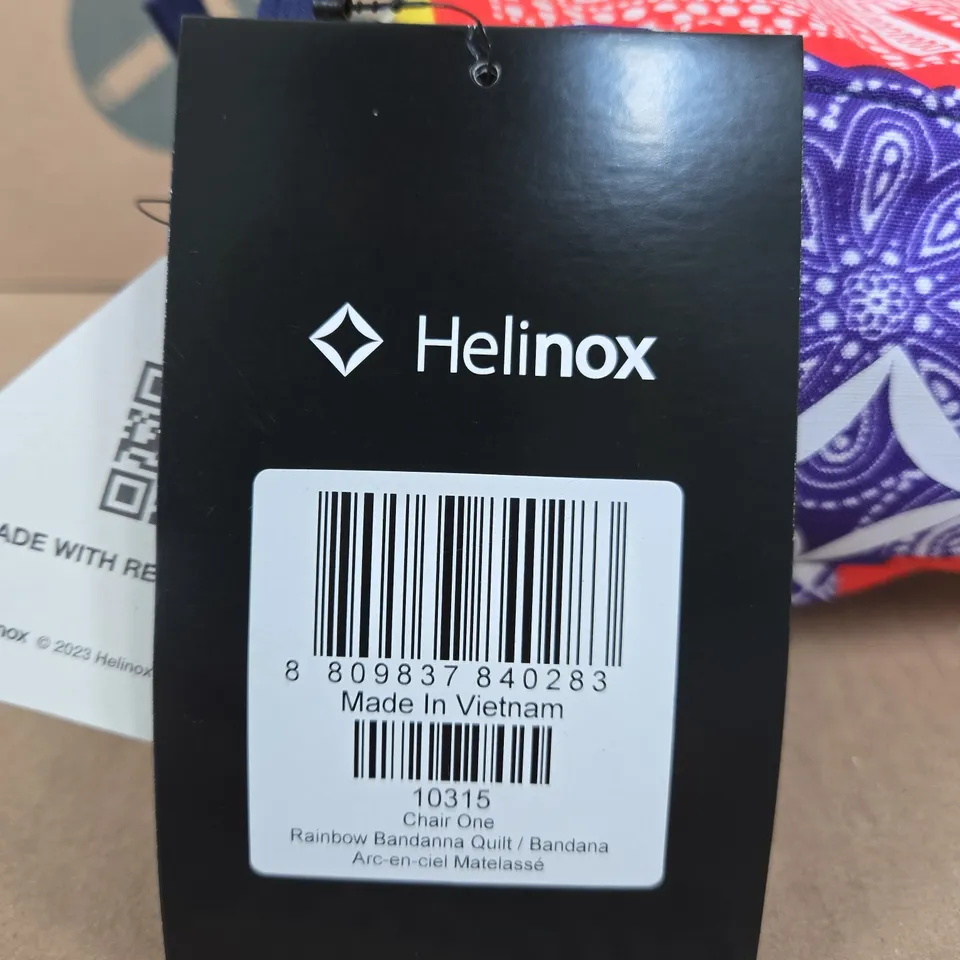 Helinox
8 809837 840283
Made In Vietnam
10315
Chair One
Rainbow Bandanna Quilt / Bandana
Arc-en-ciel Matelassé
ADE WITH RE
nox © 2023 Helinox